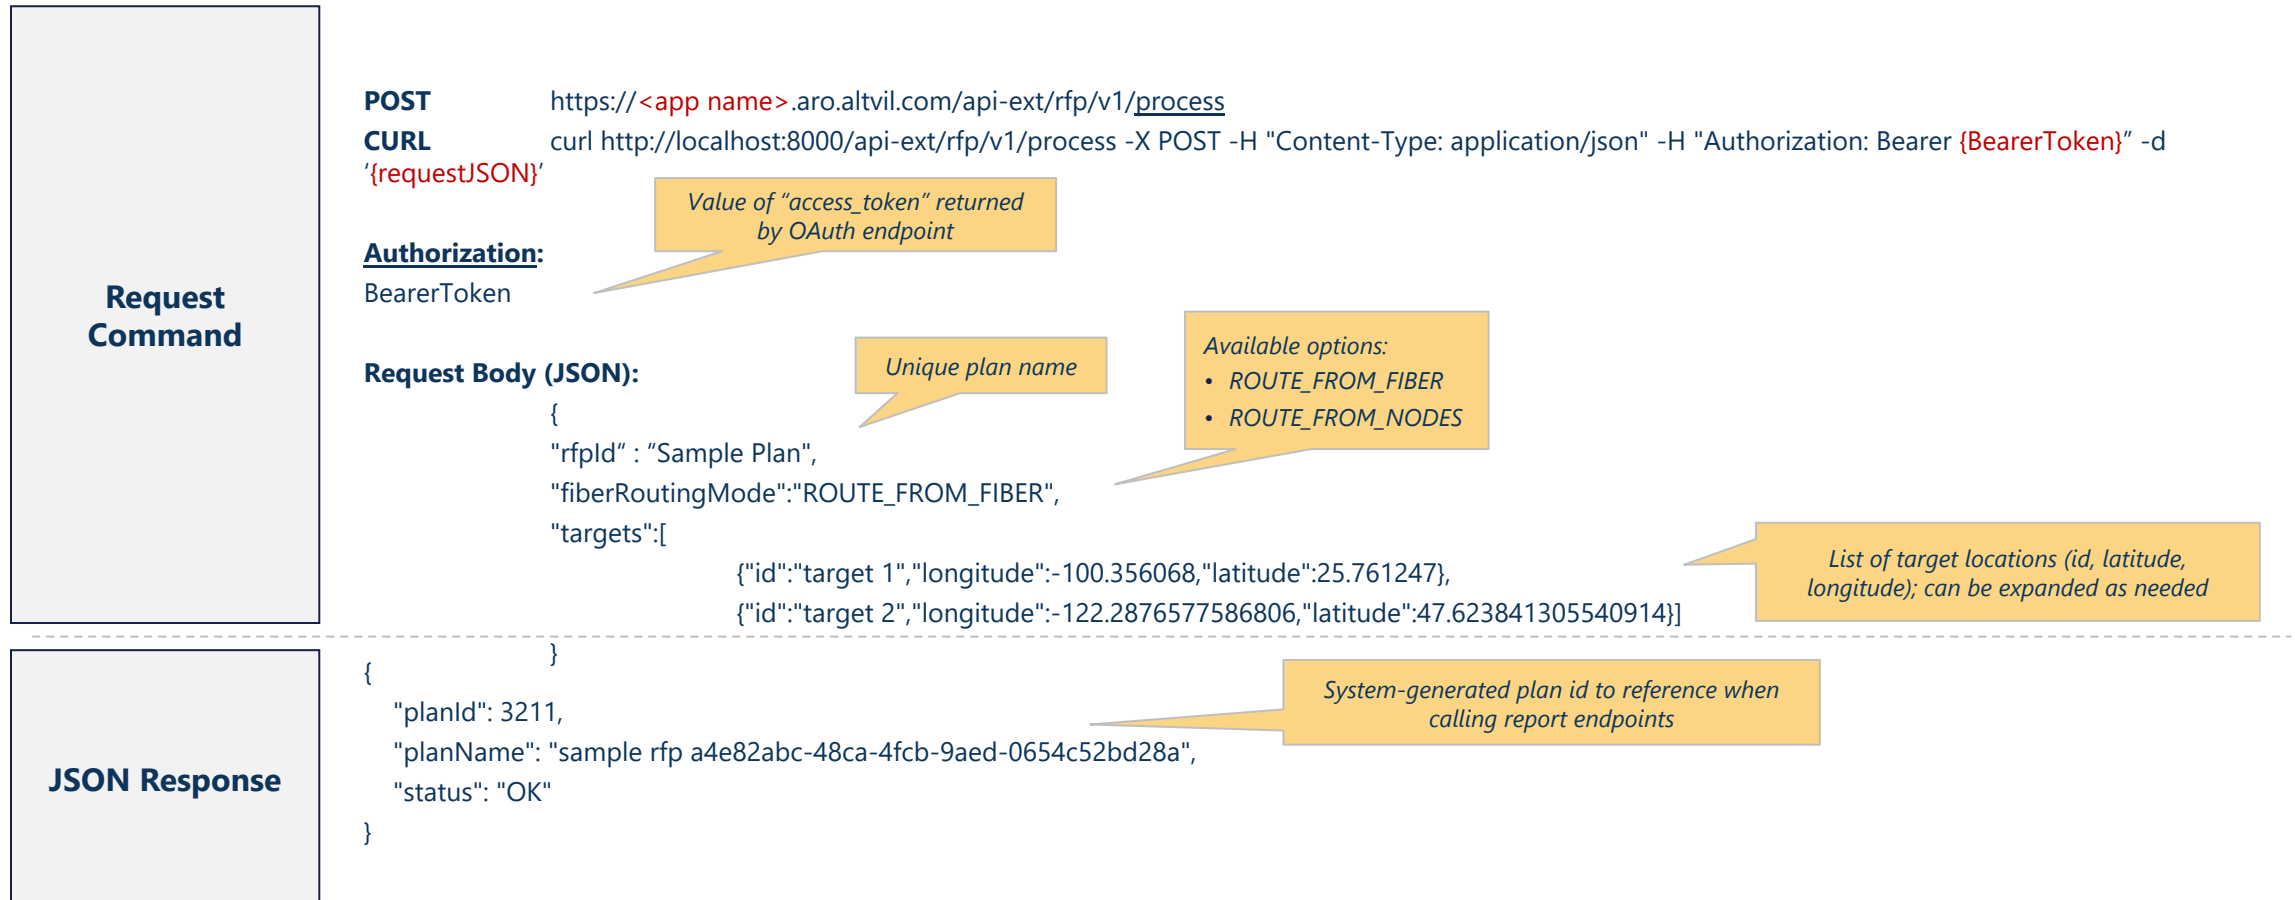 Request
Command
POST https://<app name>.aro.altvil.com/api-ext/rfp/v1/process
CURL curl http://localhost:8000/api-ext/rfp/v1/process -X POST -H "Content-Type: application/json" -H "Authorization: Bearer {BearerToken}” -d
‘{requestJSON}’
Value of “access_token” returned
by OAuth endpoint
Authorization:
BearerToken
Request Body (JSON):
Unique plan name
Available options:
• ROUTE_FROM_FIBER
• ROUTE_FROM_NODES
{
"rfpId“ : “Sample Plan",
"fiberRoutingMode":"ROUTE_FROM_FIBER",
"targets":[
{"id":"target 1","longitude":-100.356068,"latitude":25.761247},
{"id":"target 2","longitude":-122.2876577586806,"latitude":47.623841305540914}]
}
List of target locations (id, latitude,
longitude); can be expanded as needed
JSON Response
{
"planId": 3211,
"planName": "sample rfp a4e82abc-48ca-4fcb-9aed-0654c52bd28a",
"status": "OK"
}
System-generated plan id to reference when
calling report endpoints